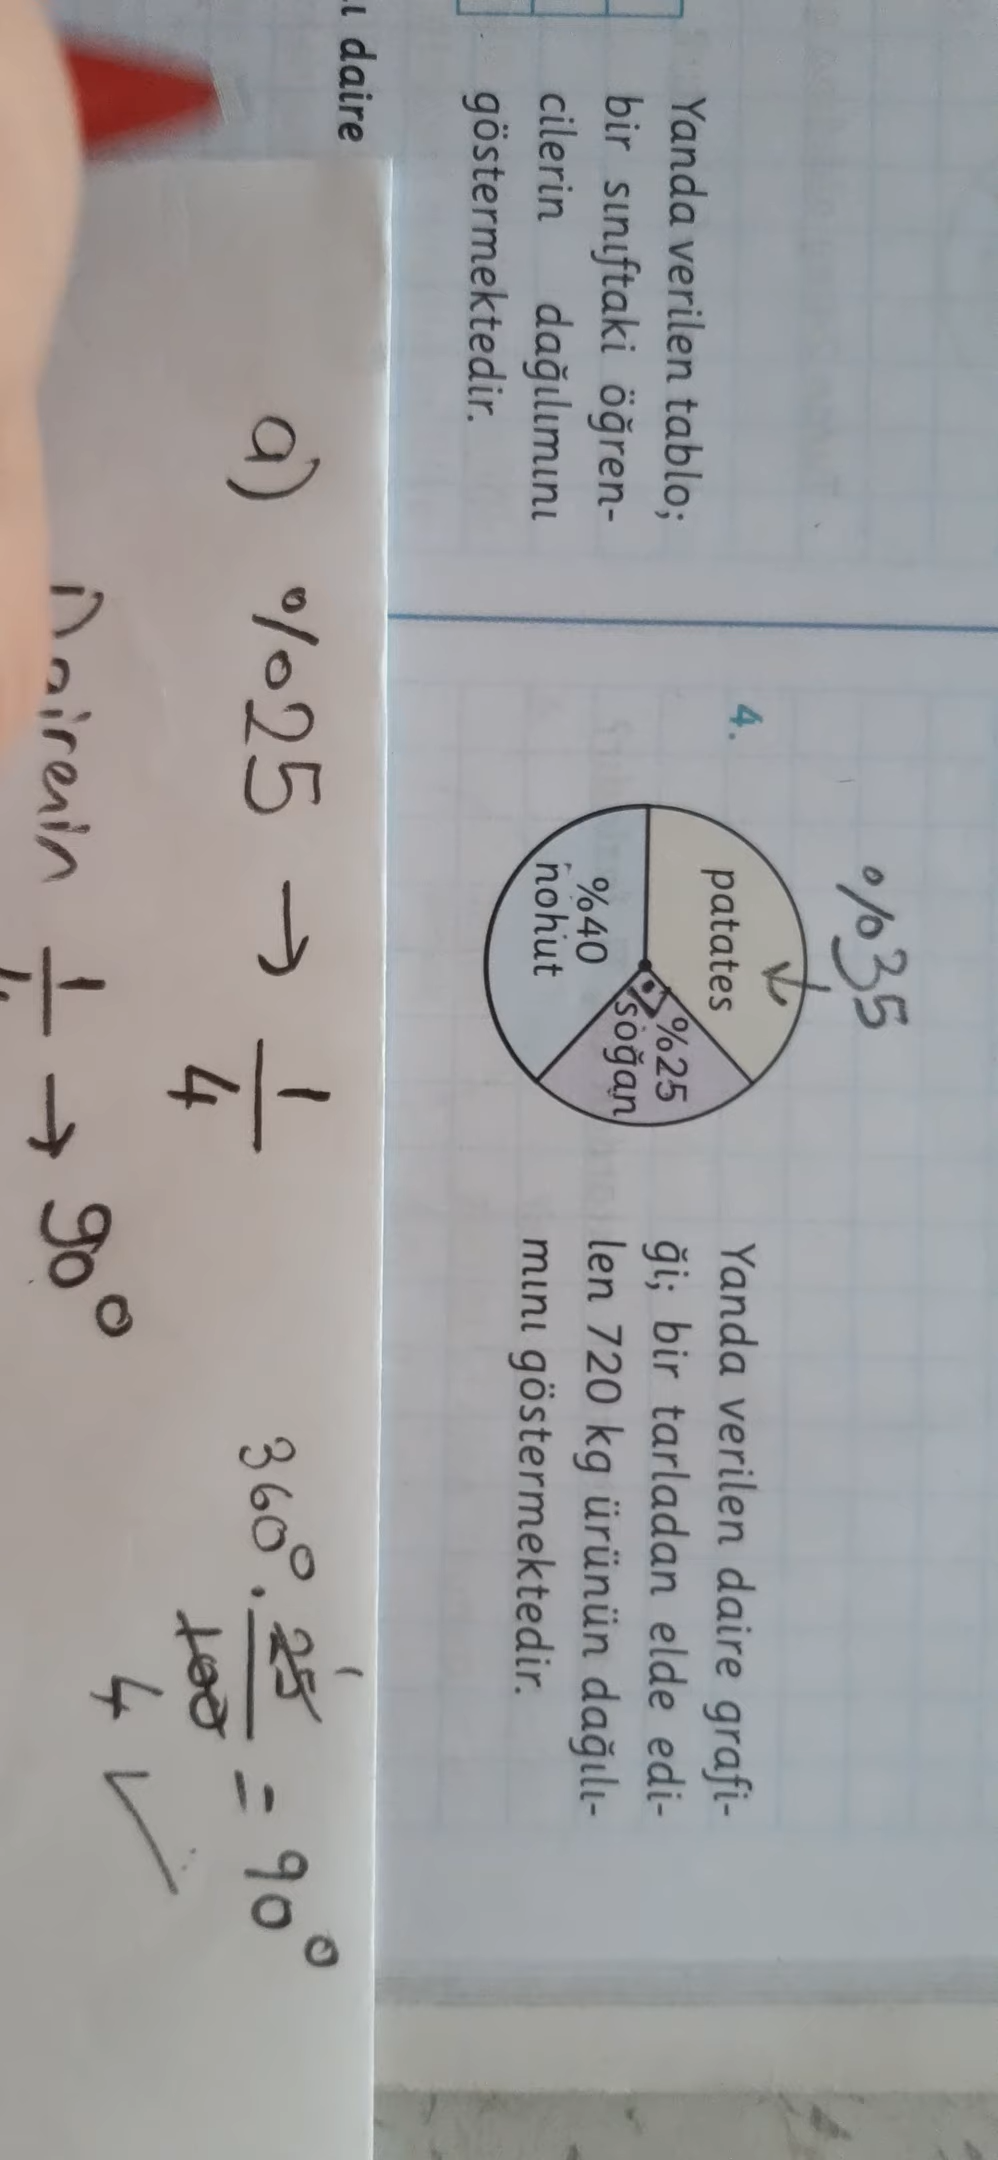 ı daire
Yanda verilen tablo;
bir sınıftaki öğren-
cilerin dağılımını
göstermektedir.
%35
4.
patates
%25
soğan
%40
nohut
Yanda verilen daire grafi-
ği; bir tarladan elde edi-
len 720 kg ürünün dağılı-
mını göstermektedir.
a) %25 → 1/4
360° . 25/100 = 90°
1
4
Dairenin 1/4 → 90°